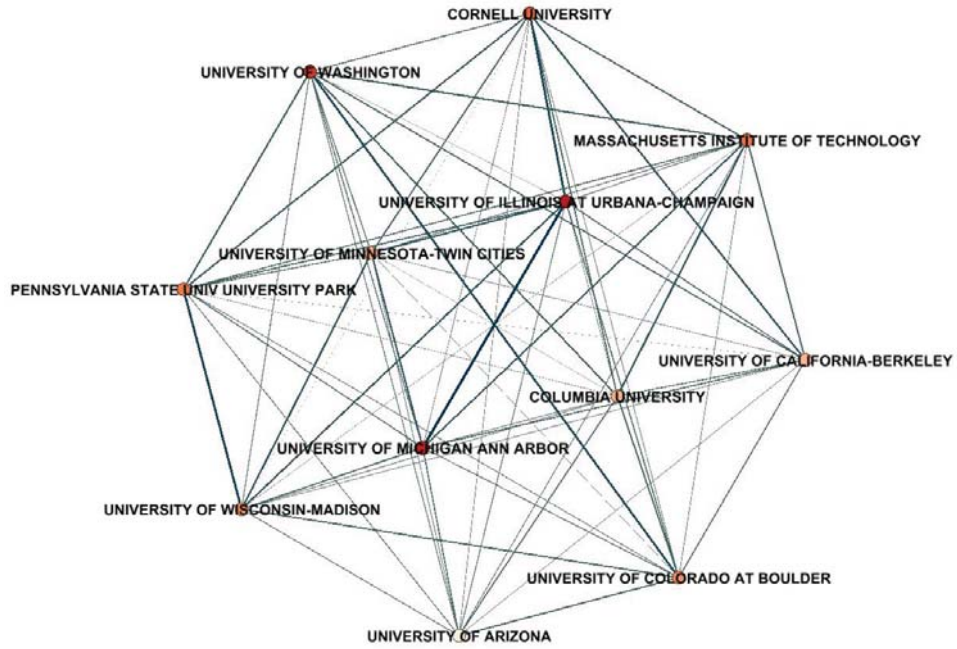 CORNELL UNIVERSITY
UNIVERSITY OF WASHINGTON
MASSACHUSETTS INSTITUTE OF TECHNOLOGY
UNIVERSITY OF ILLINOIS AT URBANA-CHAMPAIGN
UNIVERSITY OF MINNESOTA-TWIN CITIES
PENNSYLVANIA STATE UNIV UNIVERSITY PARK
UNIVERSITY OF CALIFORNIA-BERKELEY
COLUMBIA UNIVERSITY
UNIVERSITY OF MICHIGAN ANN ARBOR
UNIVERSITY OF WISCONSIN-MADISON
UNIVERSITY OF COLORADO AT BOULDER
UNIVERSITY OF ARIZONA